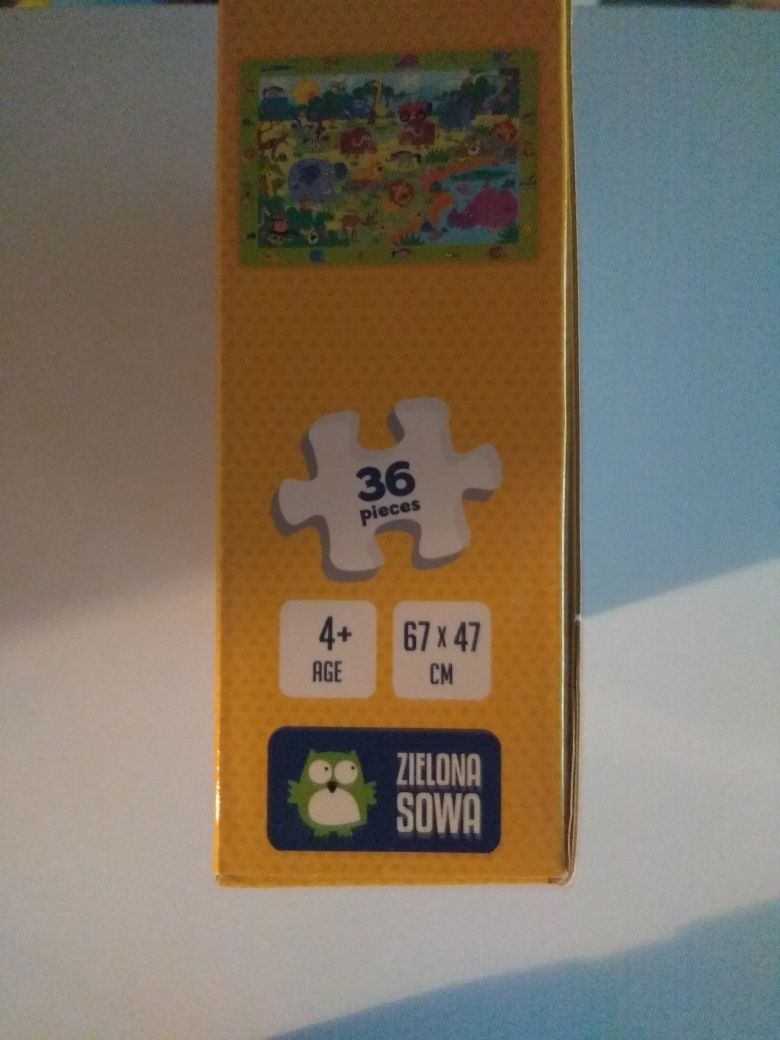 36
pieces
4+
AGE
67 x 47
CM
ZIELONA
SOWA